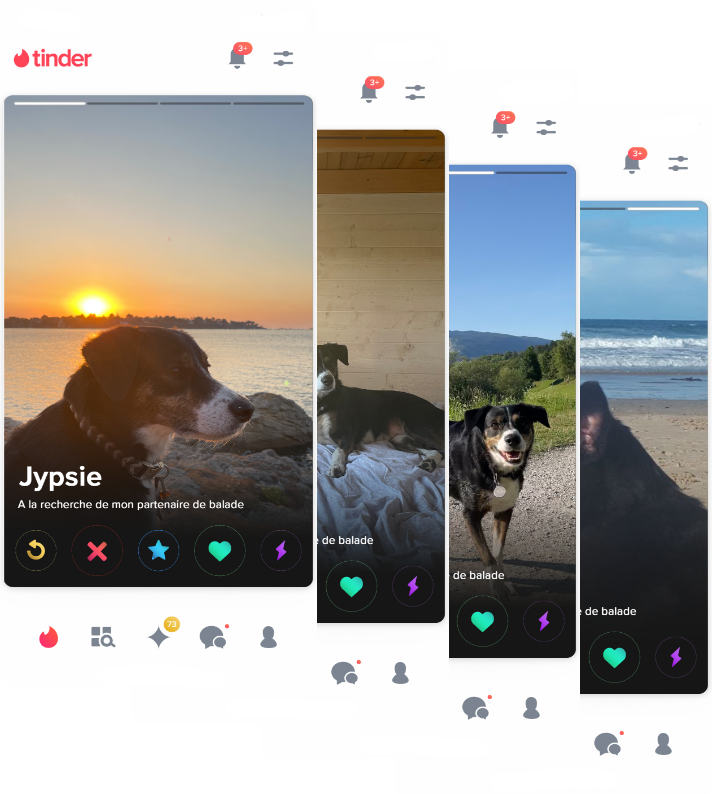 tinder
3+
Jypsie
A la recherche de mon partenaire de balade
73
3+
e de balade
3+
de balade
3+
e de balade